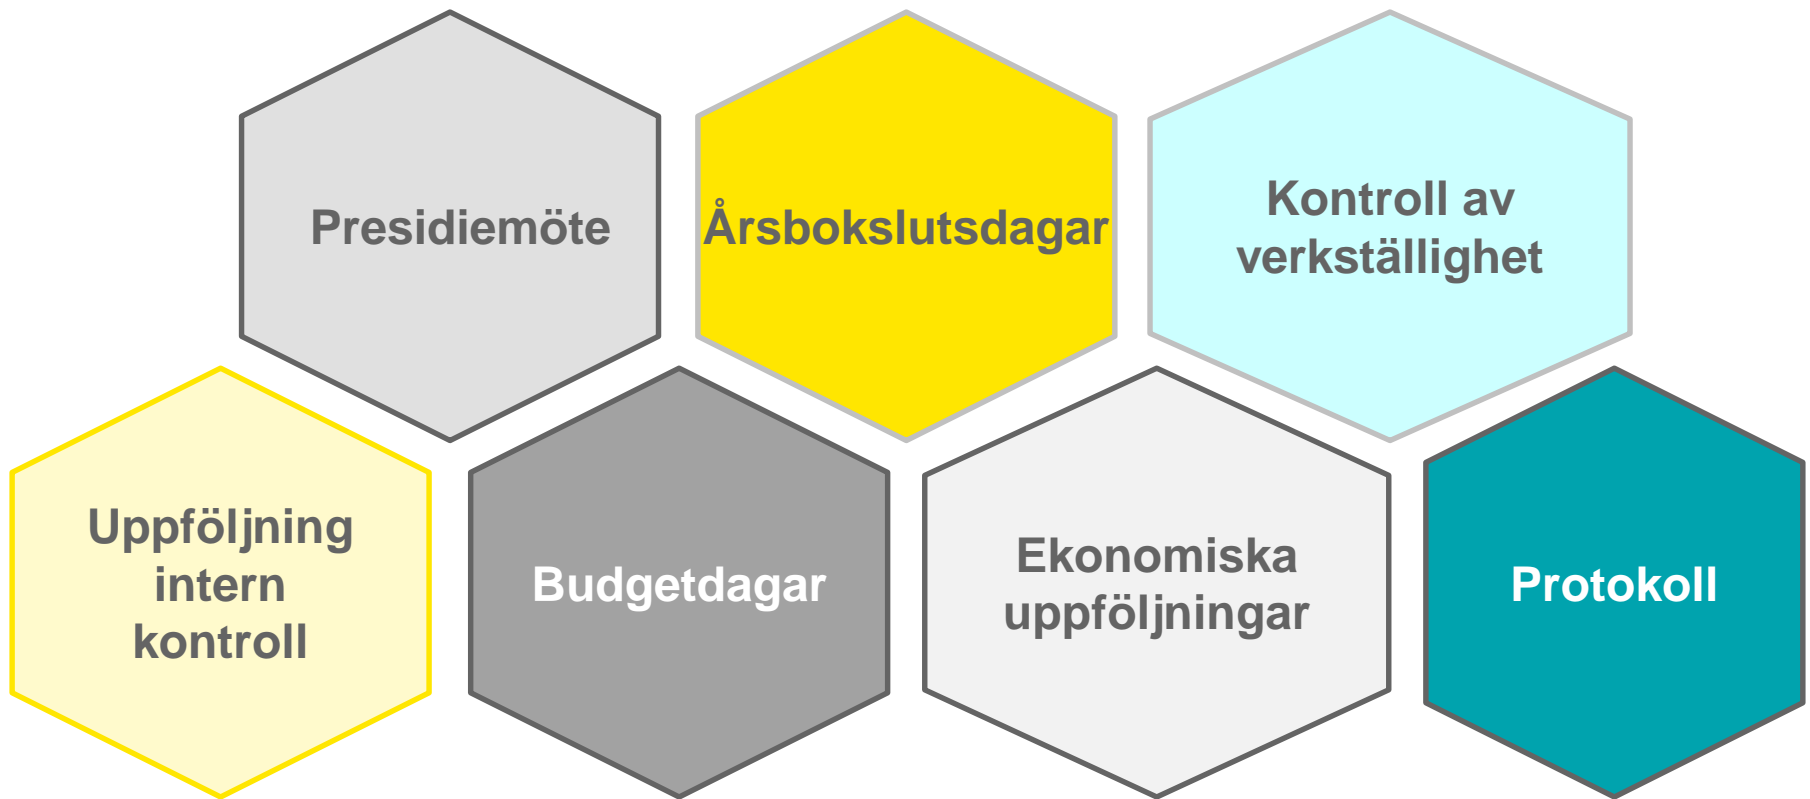 Presidiemöte
Årsbokslutsdagar
Kontroll av
verkställighet
Uppföljning
intern
kontroll
Budgetdagar
Ekonomiska
uppföljningar
Protokoll